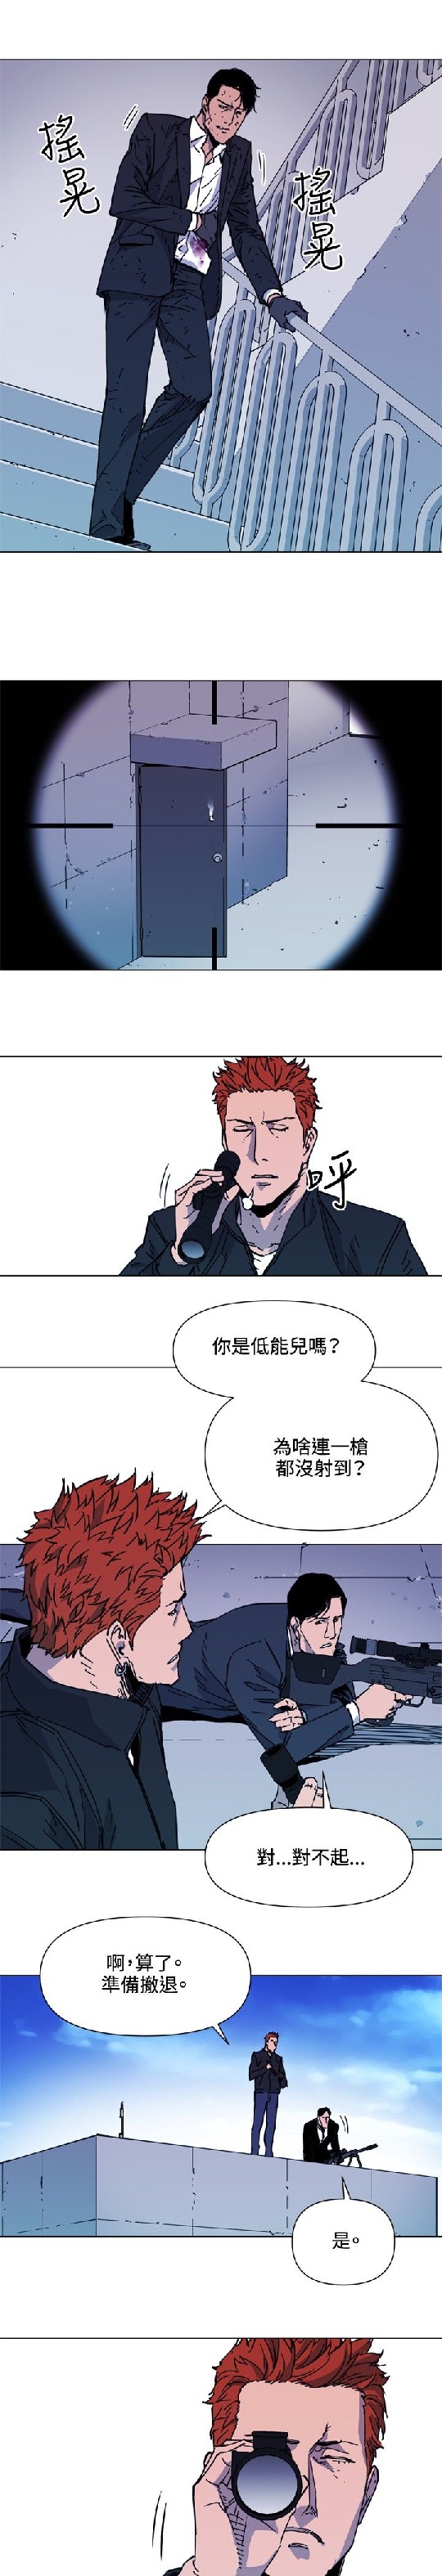 搖晃
搖晃
呼
你是低能兒嗎？
為啥連一槍
都沒射到？
對…對不起…
啊，算了。
準備撤退。
是。